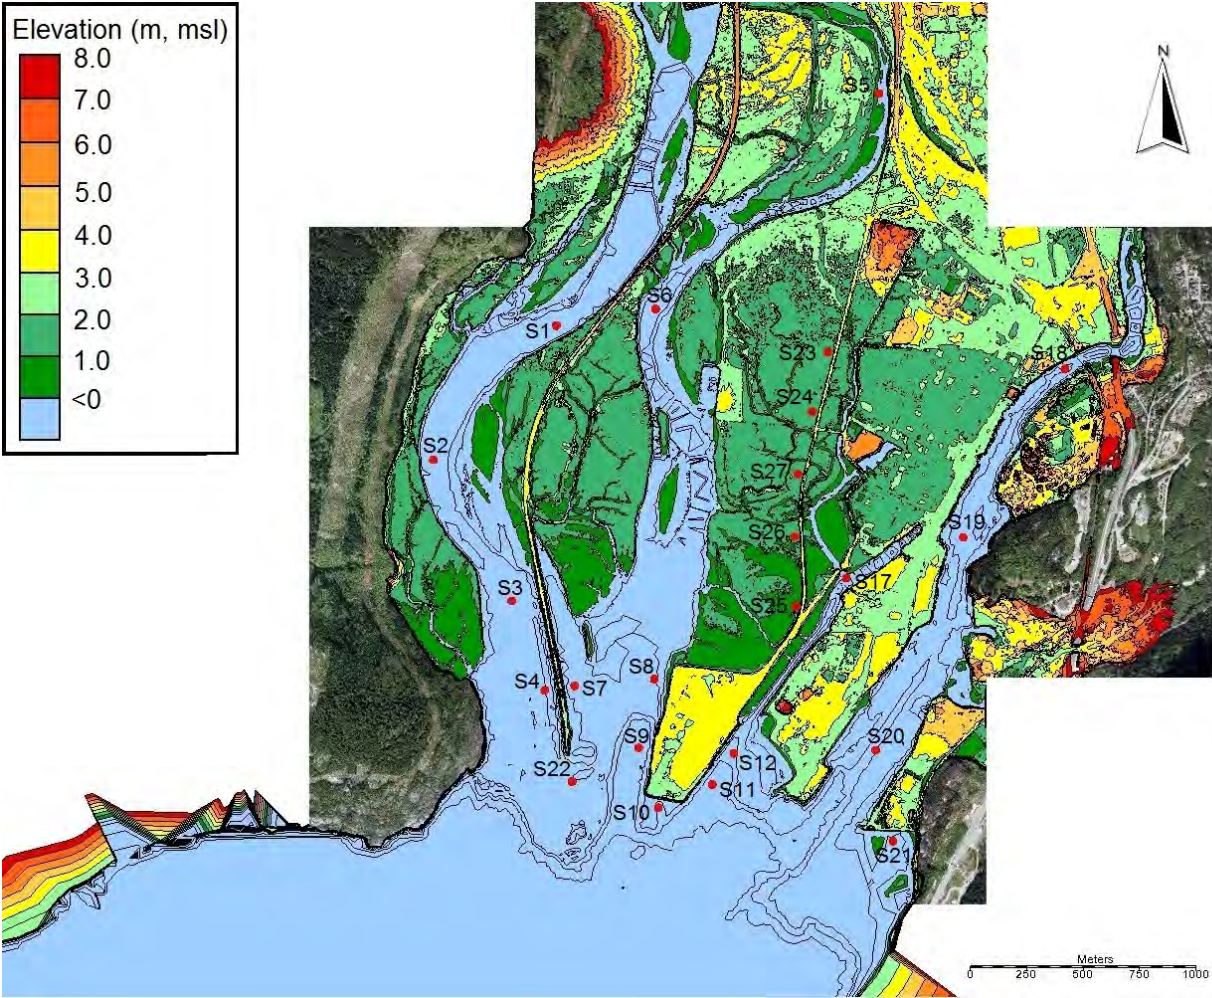 Elevation (m, msl)
8.0
7.0
6.0
5.0
4.0
3.0
2.0
1.0
<0
N
S5
S6
S1
S23
S18
S24
S2
S27
S26
S19
S17
S3
S25
S8
S4
S7
S9
S20
S12
S22
S11
S10
S21
Meters
0 250 500 750 1000